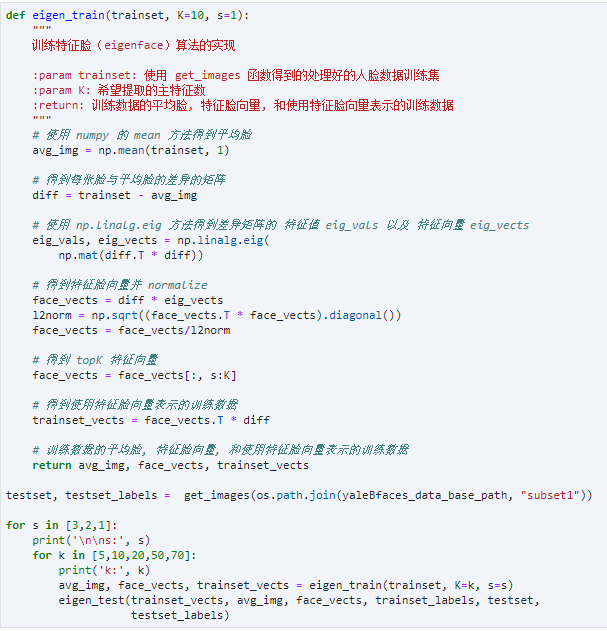 def eigen_train(trainset, K=10, s=1):
    """
    训练特征脸（eigenface）算法的实现

    :param trainset: 使用 get_images 函数得到的处理好的人脸数据训练集
    :param K: 希望提取的主特征数
    :return: 训练数据的平均脸, 特征脸向量, 和使用特征脸向量表示的训练数据
    """
    # 使用 numpy 的 mean 方法得到平均脸
    avg_img = np.mean(trainset, 1)

    # 得到每张脸与平均脸的差异的矩阵
    diff = trainset - avg_img

    # 使用 np.linalg.eig 方法得到差异矩阵的 特征值 eig_vals 以及 特征向量 eig_vects
    eig_vals, eig_vects = np.linalg.eig(
        np.mat(diff.T * diff))

    # 得到特征脸向量并 normalize
    face_vects = diff * eig_vects
    l2norm = np.sqrt((face_vects.T * face_vects).diagonal())
    face_vects = face_vects/l2norm

    # 得到 topK 特征向量
    face_vects = face_vects[:, s:K]

    # 得到使用特征脸向量表示的训练数据
    trainset_vects = face_vects.T * diff

    # 训练数据的平均脸, 特征脸向量, 和使用特征脸向量表示的训练数据
    return avg_img, face_vects, trainset_vects

testset, testset_labels =  get_images(os.path.join(yaleBfaces_data_base_path, "subset1"))

for s in [3,2,1]:
    print('\n\ns:', s)
    for k in [5,10,20,50,70]:
        print('k:', k)
        avg_img, face_vects, trainset_vects = eigen_train(trainset, K=k, s=s)
        eigen_test(trainset_vects, avg_img, face_vects, trainset_labels, testset,
                   testset_labels)